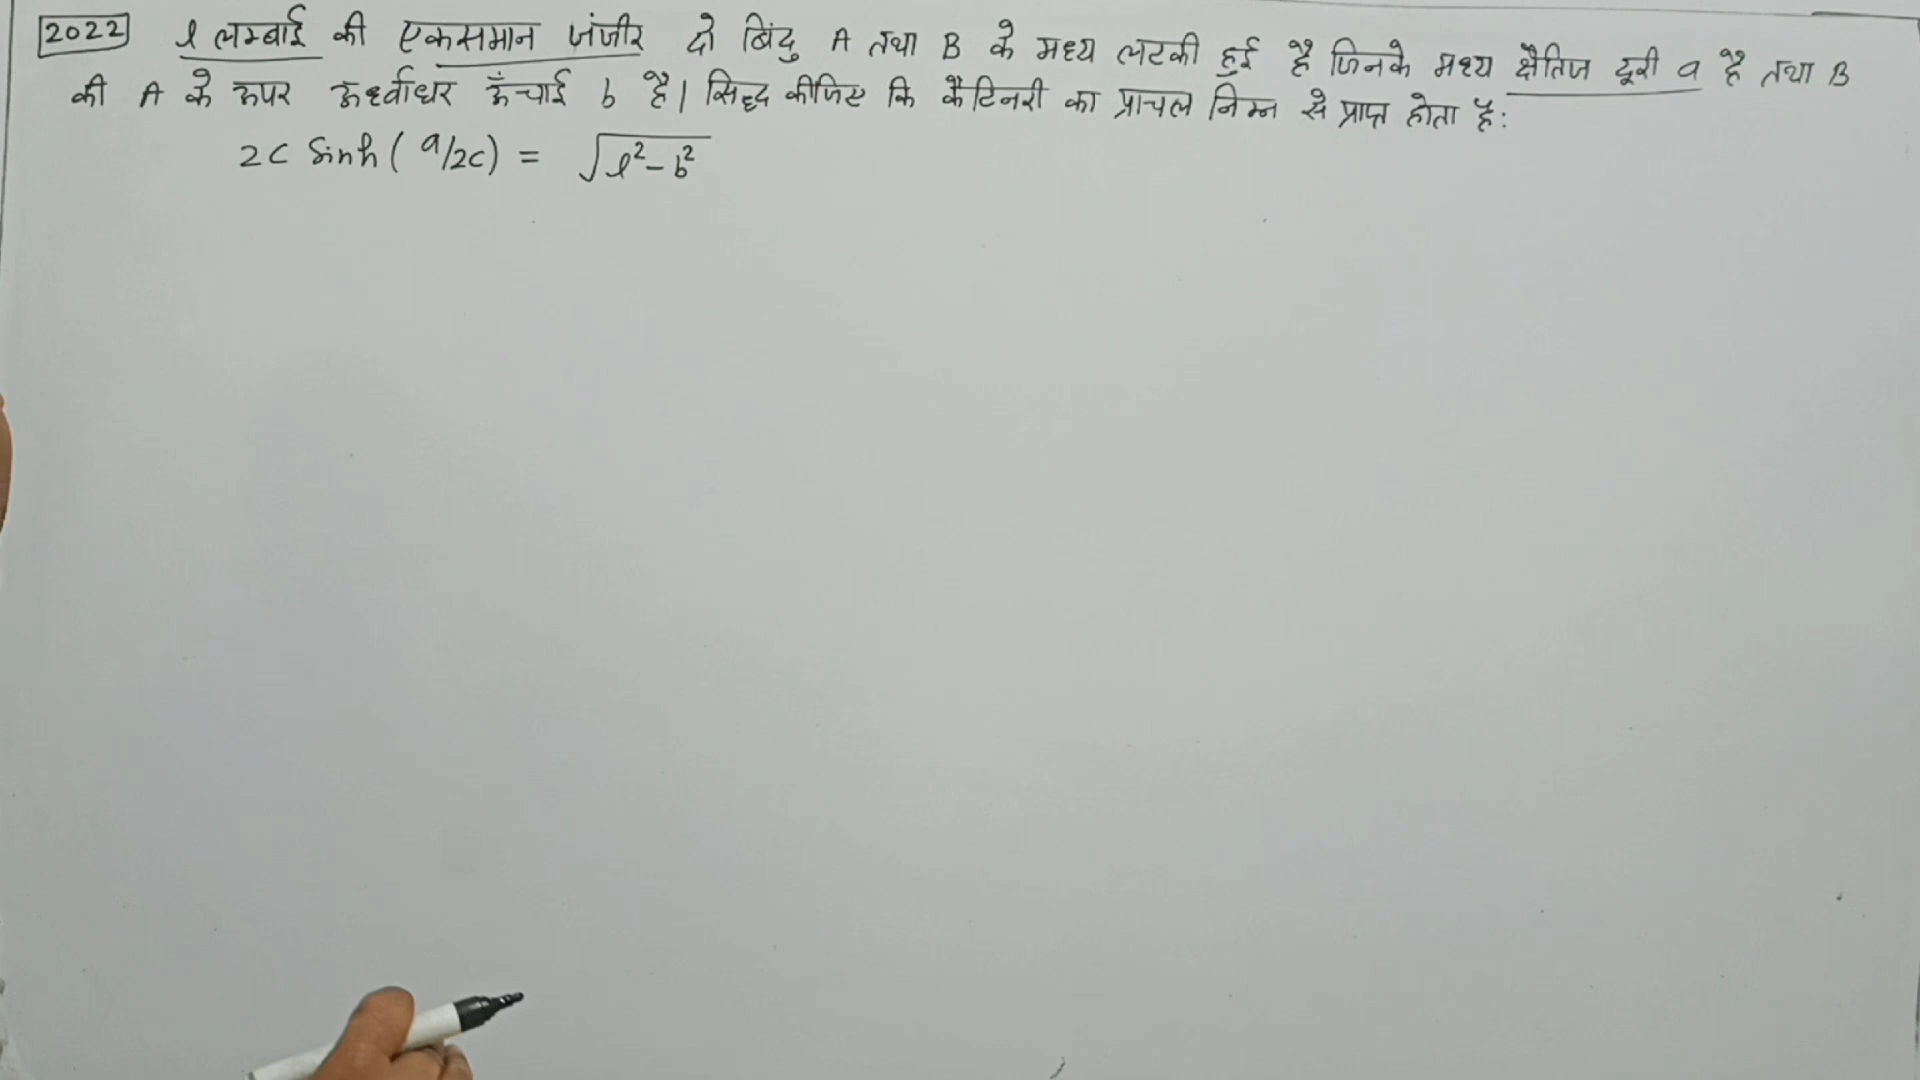 2022 l लम्बाई की एकसमान जंजीर दो बिंदु A तथा B के मध्य लटकी हुई है जिनके मध्य क्षैतिज दूरी a है तथा B
की A के ऊपर ऊर्ध्वाधर ऊँचाई b है। सिद्ध कीजिए कि कैटिनरी का प्राचल निम्न से प्राप्त होता है:
2c Sinh ( a/2c) = √l²-b²